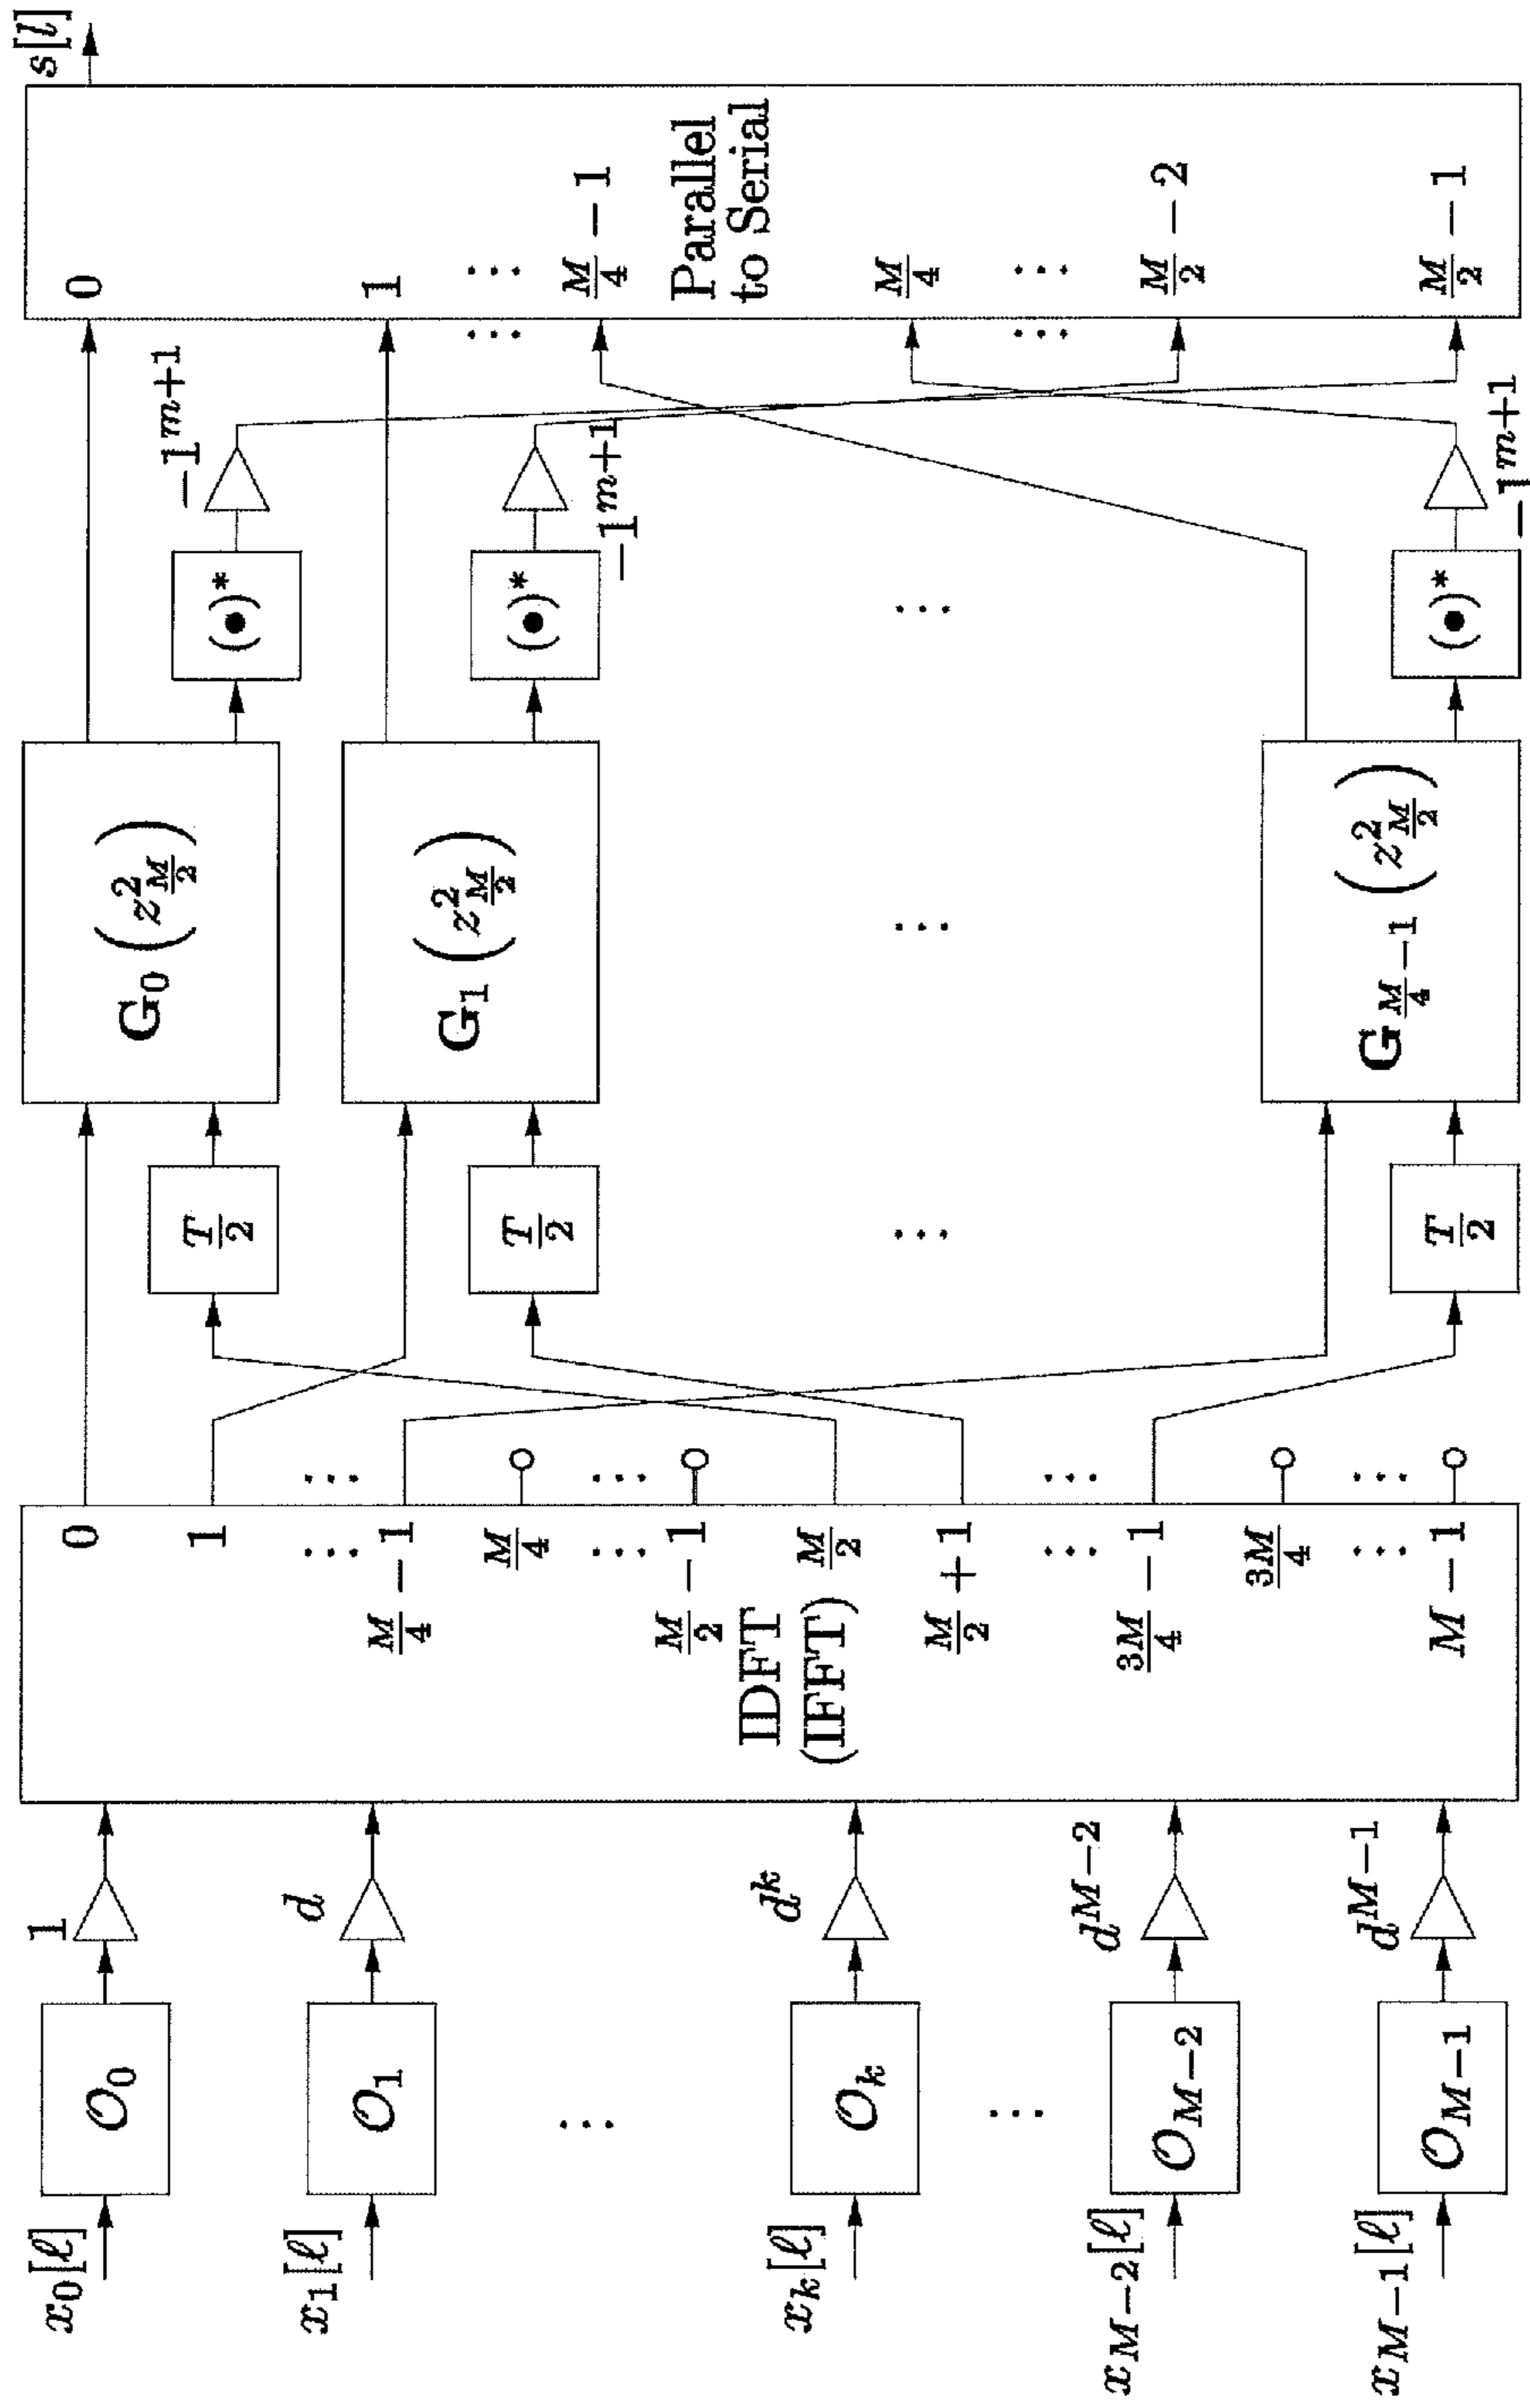 x_0[ℓ]
𝒪_0
1
x_1[ℓ]
𝒪_1
d
⋯
x_k[ℓ]
𝒪_k
d^k
⋯
x_{M−2}[ℓ]
𝒪_{M−2}
d^{M−2}
x_{M−1}[ℓ]
𝒪_{M−1}
d^{M−1}
IDFT
(IFFT)
0
1
⋯ ⋯
M/4 − 1
M/4
⋯ ⋯
M/2 − 1
M/2
M/2 + 1
⋯ ⋯
3M/4 − 1
3M/4
⋯ ⋯
M − 1
T/2
T/2
⋯
T/2
G_0 (z^2_{M/2})
G_1 (z^2_{M/2})
⋯
G_{M/4 −1} (z^2_{M/2})
(●)*
−1^{m+1}
(●)*
−1^{m+1}
⋯
(●)*
−1^{m+1}
0
1
⋯ ⋯
M/4 − 1
Parallel
to Serial
M/4
⋯ ⋯
M/2 − 2
M/2 − 1
s[l]